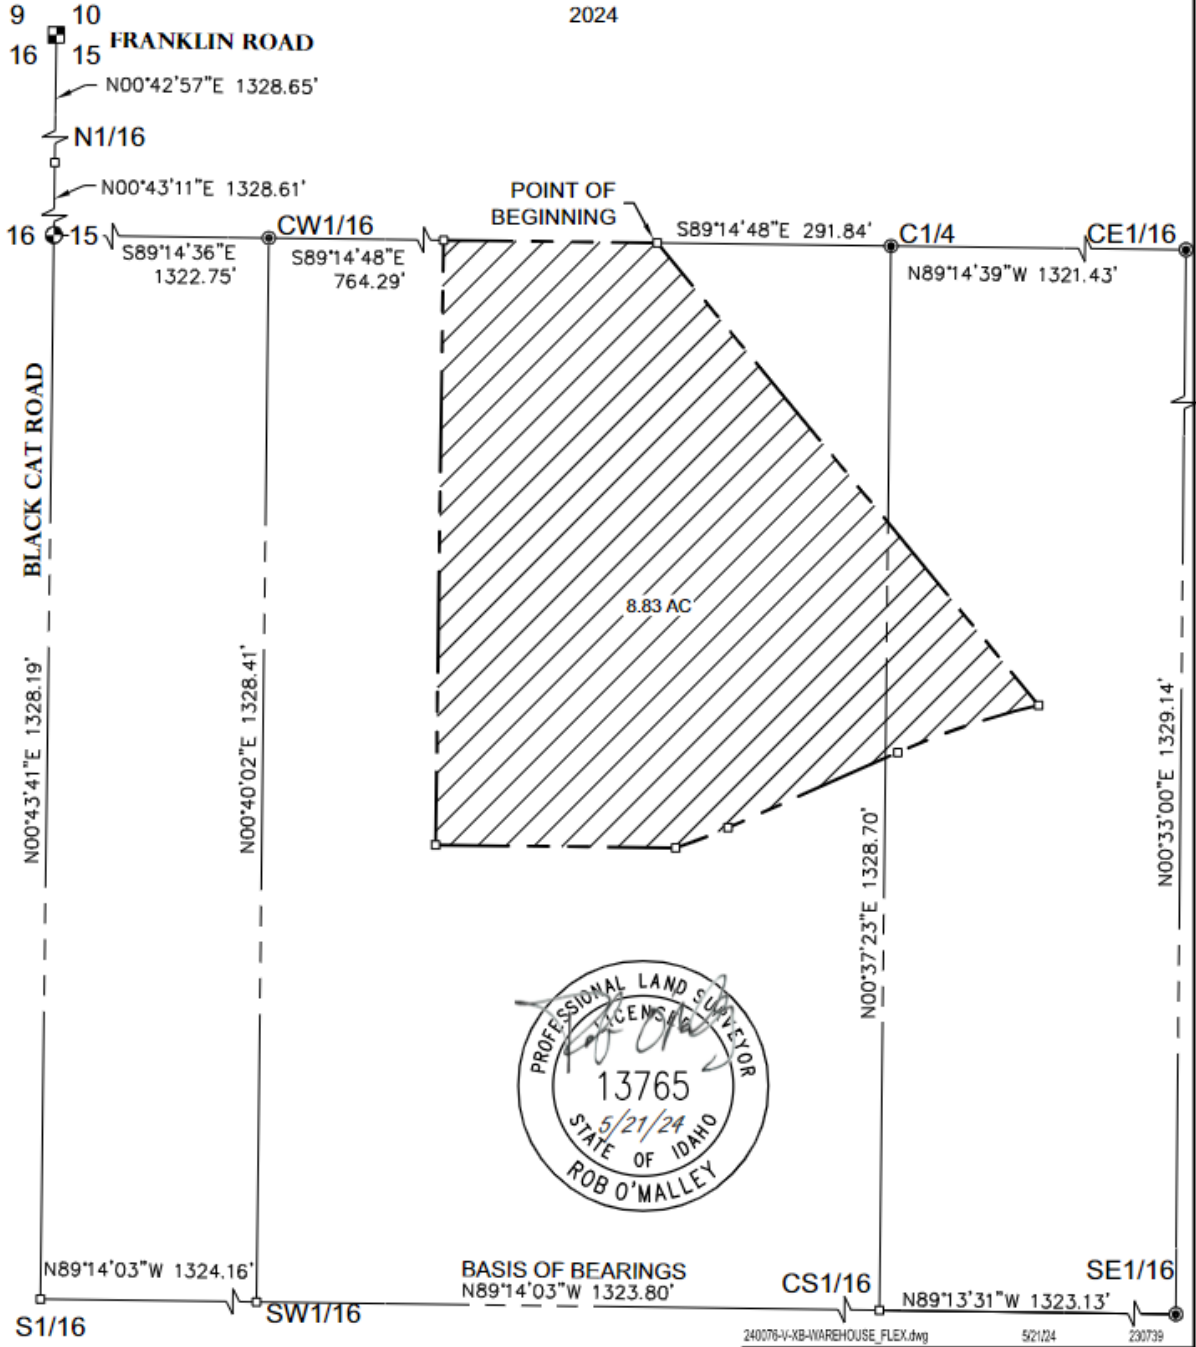 2024
9 10
16 15
FRANKLIN ROAD
N00°42'57"E 1328.65'
N1/16
N00°43'11"E 1328.61'
16 15
S89°14'36"E
1322.75'
CW1/16
S89°14'48"E
764.29'
POINT OF
BEGINNING
S89°14'48"E 291.84'
C1/4
N89°14'39"W 1321.43'
CE1/16
BLACK CAT ROAD
N00°43'41"E 1328.19'
N00°40'02"E 1328.41'
8.83 AC
N00°37'23"E 1328.70'
N00°33'00"E 1329.14'
PROFESSIONAL LAND SURVEYOR
LICENSED
13765
5/21/24
STATE OF IDAHO
ROB O'MALLEY
N89°14'03"W 1324.16'
S1/16
SW1/16
BASIS OF BEARINGS
N89°14'03"W 1323.80'
CS1/16
N89°13'31"W 1323.13'
SE1/16
240076-V-XB-WAREHOUSE_FLEX.dwg 5/21/24 230739